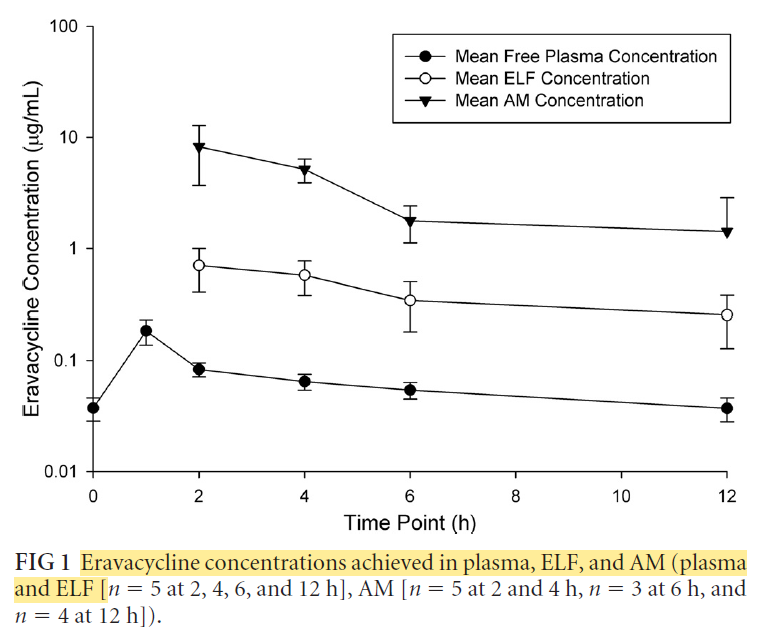 100
10
1
0.1
0.01
Eravacycline Concentration (μg/mL)
Mean Free Plasma Concentration
Mean ELF Concentration
Mean AM Concentration
0 2 4 6 8 10 12
Time Point (h)
FIG 1 Eravacycline concentrations achieved in plasma, ELF, and AM (plasma
and ELF [n = 5 at 2, 4, 6, and 12 h], AM [n = 5 at 2 and 4 h, n = 3 at 6 h, and
n = 4 at 12 h]).